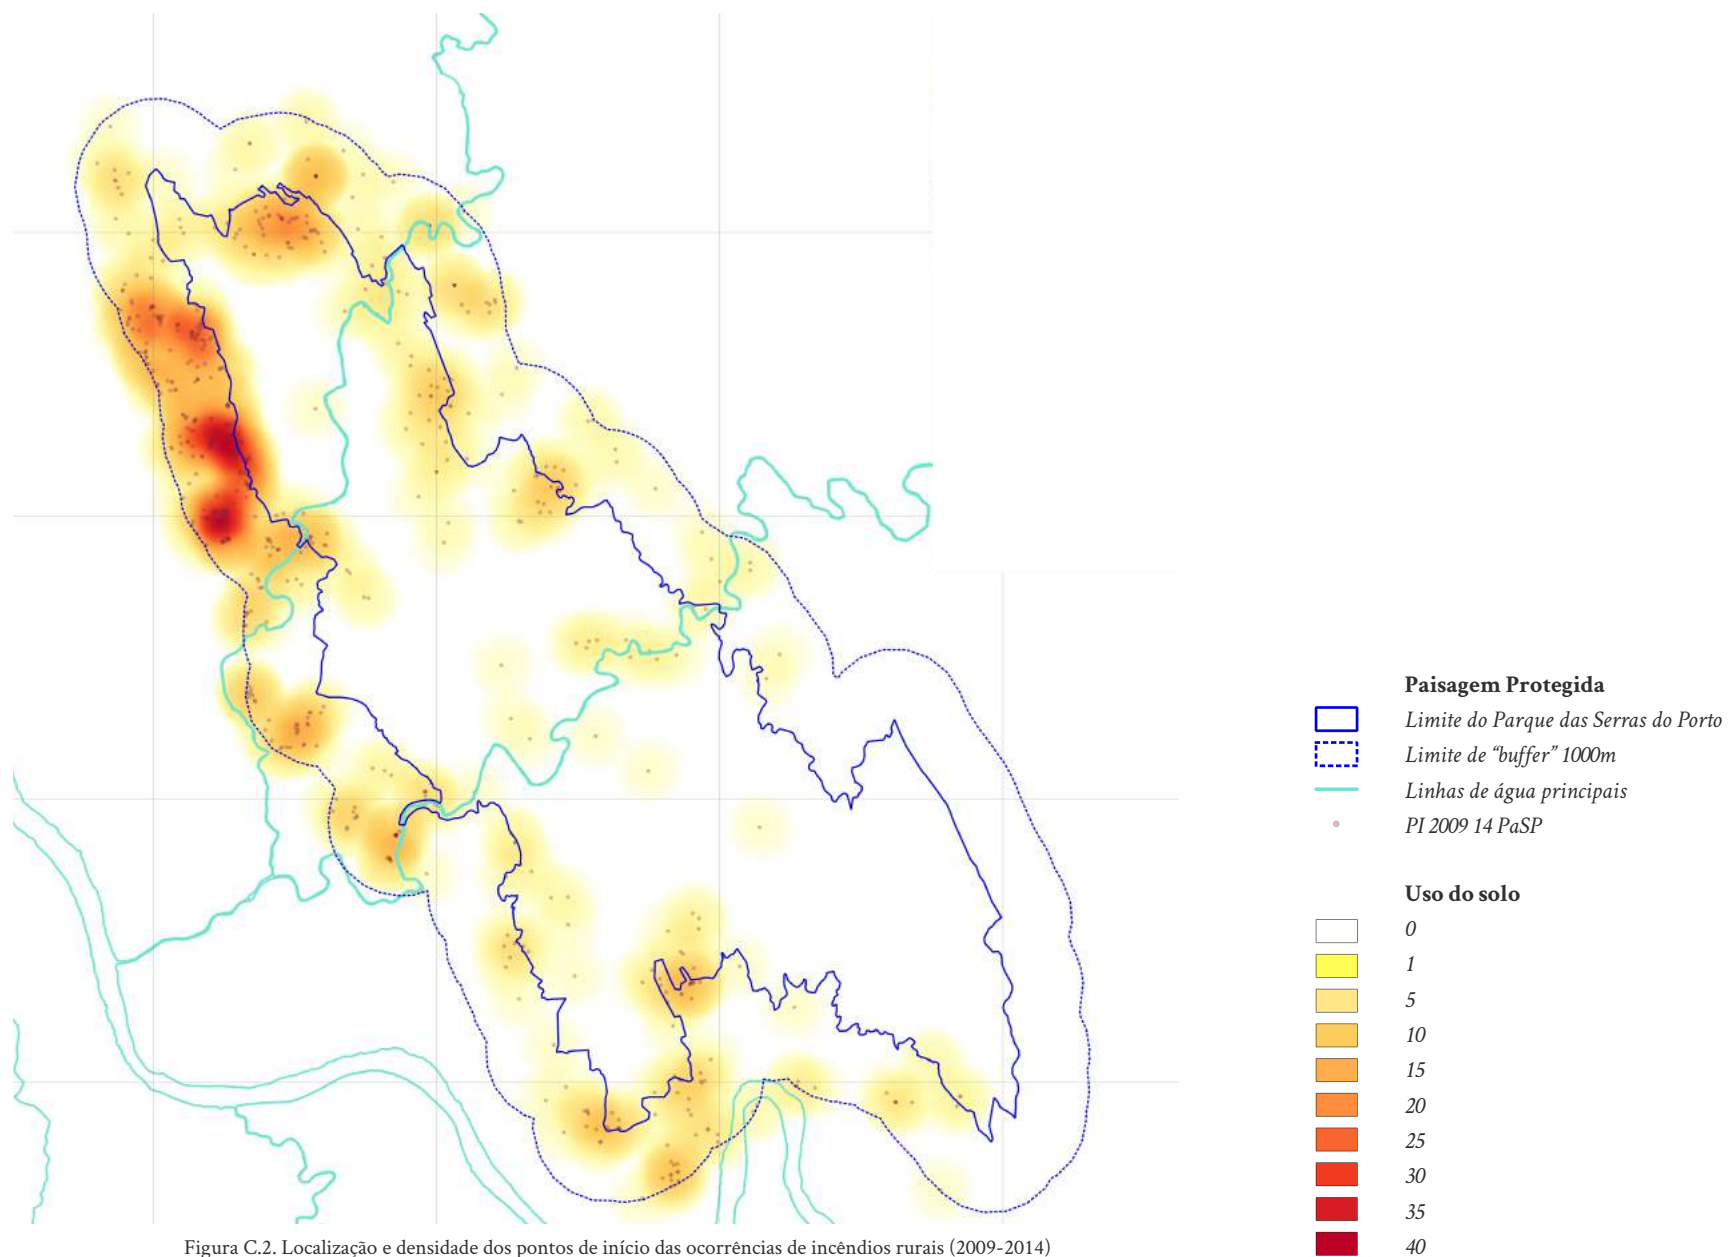 Paisagem Protegida
Limite do Parque das Serras do Porto
Limite de “buffer” 1000m
Linhas de água principais
PI 2009 14 PaSP
Uso do solo
0
1
5
10
15
20
25
30
35
40
Figura C.2. Localização e densidade dos pontos de início das ocorrências de incêndios rurais (2009-2014)